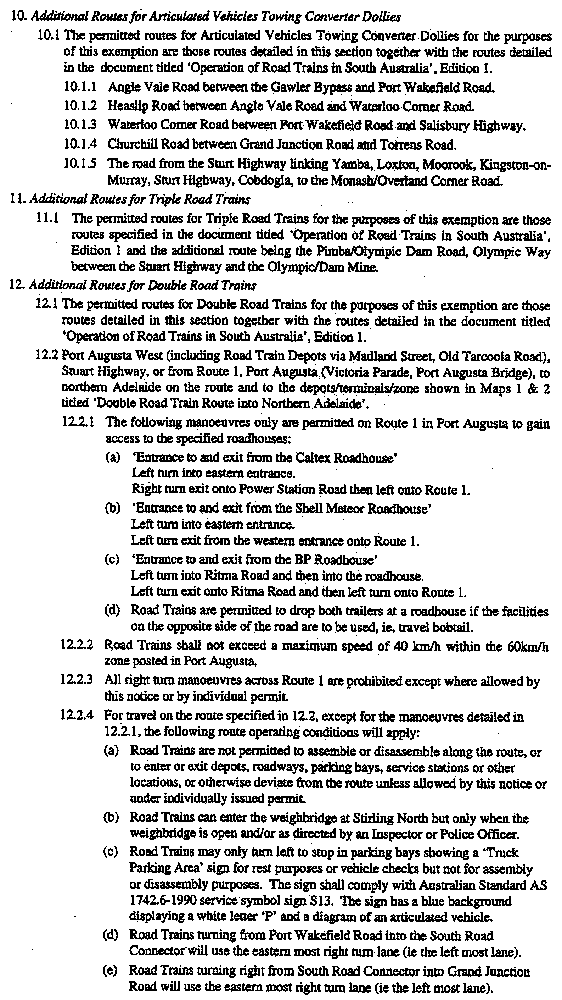 10. Additional Routes for Articulated Vehicles Towing Converter Dollies
10.1 The permitted routes for Articulated Vehicles Towing Converter Dollies for the purposes
of this exemption are those routes detailed in this section together with the routes detailed
in the document titled ‘Operation of Road Trains in South Australia’, Edition 1.
10.1.1 Angle Vale Road between the Gawler Bypass and Port Wakefield Road.
10.1.2 Heaslip Road between Angle Vale Road and Waterloo Corner Road.
10.1.3 Waterloo Corner Road between Port Wakefield Road and Salisbury Highway.
10.1.4 Churchill Road between Grand Junction Road and Torrens Road.
10.1.5 The road from the Sturt Highway linking Yamba, Loxton, Moorook, Kingston-on-
Murray, Sturt Highway, Cobdogla, to the Monash/Overland Corner Road.
11. Additional Routes for Triple Road Trains
11.1 The permitted routes for Triple Road Trains for the purposes of this exemption are those
routes specified in the document titled ‘Operation of Road Trains in South Australia’,
Edition 1 and the additional route being the Pimba/Olympic Dam Road, Olympic Way
between the Stuart Highway and the Olympic/Dam Mine.
12. Additional Routes for Double Road Trains
12.1 The permitted routes for Double Road Trains for the purposes of this exemption are those
routes detailed in this section together with the routes detailed in the document titled
‘Operation of Road Trains in South Australia’, Edition 1.
12.2 Port Augusta West (including Road Train Depots via Madland Street, Old Tarcoola Road),
Stuart Highway, or from Route 1, Port Augusta (Victoria Parade, Port Augusta Bridge), to
northern Adelaide on the route and to the depots/terminals/zone shown in Maps 1 & 2
titled ‘Double Road Train Route into Northern Adelaide’.
12.2.1 The following manoeuvres only are permitted on Route 1 in Port Augusta to gain
access to the specified roadhouses:
(a) ‘Entrance to and exit from the Caltex Roadhouse’
Left turn into eastern entrance.
Right turn exit onto Power Station Road then left onto Route 1.
(b) ‘Entrance to and exit from the Shell Meteor Roadhouse’
Left turn into eastern entrance.
Left turn exit from the western entrance onto Route 1.
(c) ‘Entrance to and exit from the BP Roadhouse’
Left turn into Ritma Road and then into the roadhouse.
Left turn exit onto Ritma Road and then left turn onto Route 1.
(d) Road Trains are permitted to drop both trailers at a roadhouse if the facilities
on the opposite side of the road are to be used, ie, travel bobtail.
12.2.2 Road Trains shall not exceed a maximum speed of 40 km/h within the 60km/h
zone posted in Port Augusta.
12.2.3 All right turn manoeuvres across Route 1 are prohibited except where allowed by
this notice or by individual permit.
12.2.4 For travel on the route specified in 12.2, except for the manoeuvres detailed in
12.2.1, the following route operating conditions will apply:
(a) Road Trains are not permitted to assemble or disassemble along the route, or
to enter or exit depots, roadways, parking bays, service stations or other
locations, or otherwise deviate from the route unless allowed by this notice or
under individually issued permit.
(b) Road Trains can enter the weighbridge at Stirling North but only when the
weighbridge is open and/or as directed by an Inspector or Police Officer.
(c) Road Trains may only turn left to stop in parking bays showing a ‘Truck
Parking Area’ sign for rest purposes or vehicle checks but not for assembly
or disassembly purposes. The sign shall comply with Australian Standard AS
1742.6-1990 service symbol sign S13. The sign has a blue background
displaying a white letter ‘P’ and a diagram of an articulated vehicle.
(d) Road Trains turning from Port Wakefield Road into the South Road
Connector will use the eastern most right turn lane (ie the left most lane).
(e) Road Trains turning right from South Road Connector into Grand Junction
Road will use the eastern most right turn lane (ie the left most lane).